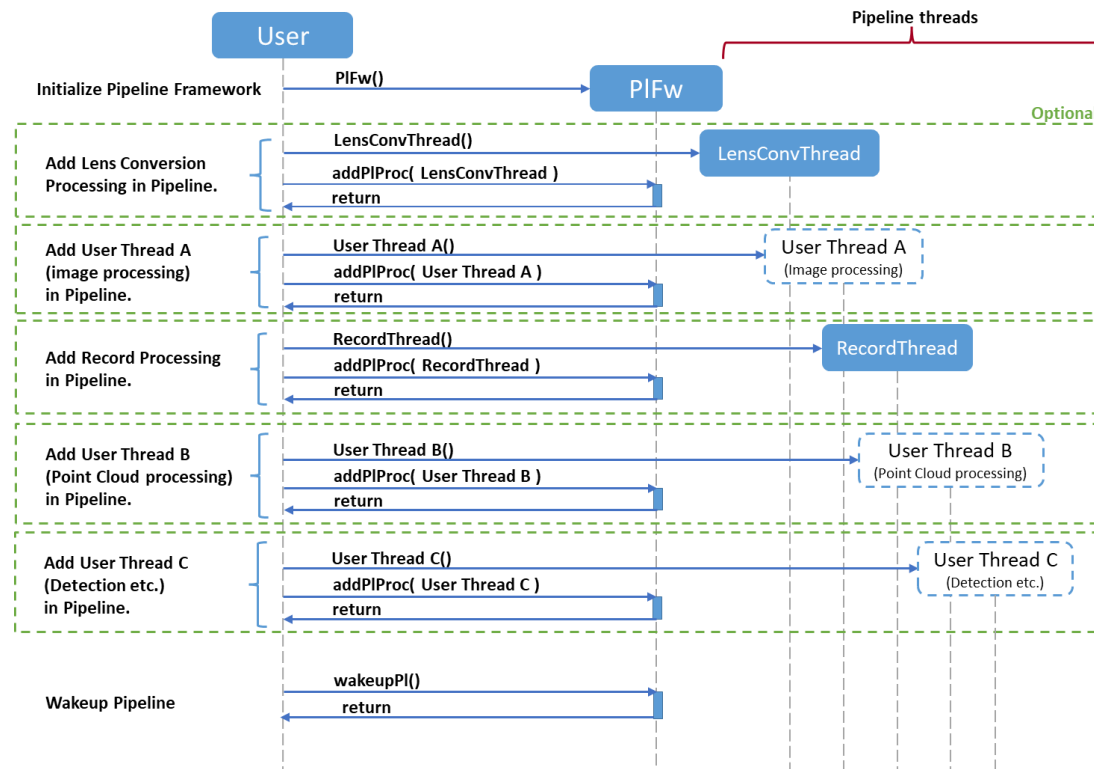 Pipeline threads
User
Initialize Pipeline Framework
PlFw()
PlFw
Optiona
Add Lens Conversion
Processing in Pipeline.
LensConvThread()
LensConvThread
addPlProc( LensConvThread )
return
Add User Thread A
(image processing)
in Pipeline.
User Thread A()
User Thread A
(Image processing)
addPlProc( User Thread A )
return
Add Record Processing
in Pipeline.
RecordThread()
RecordThread
addPlProc( RecordThread )
return
Add User Thread B
(Point Cloud processing)
in Pipeline.
User Thread B()
User Thread B
(Point Cloud processing)
addPlProc( User Thread B )
return
Add User Thread C
(Detection etc.)
in Pipeline.
User Thread C()
User Thread C
(Detection etc.)
addPlProc( User Thread C )
return
Wakeup Pipeline
wakeupPl()
return